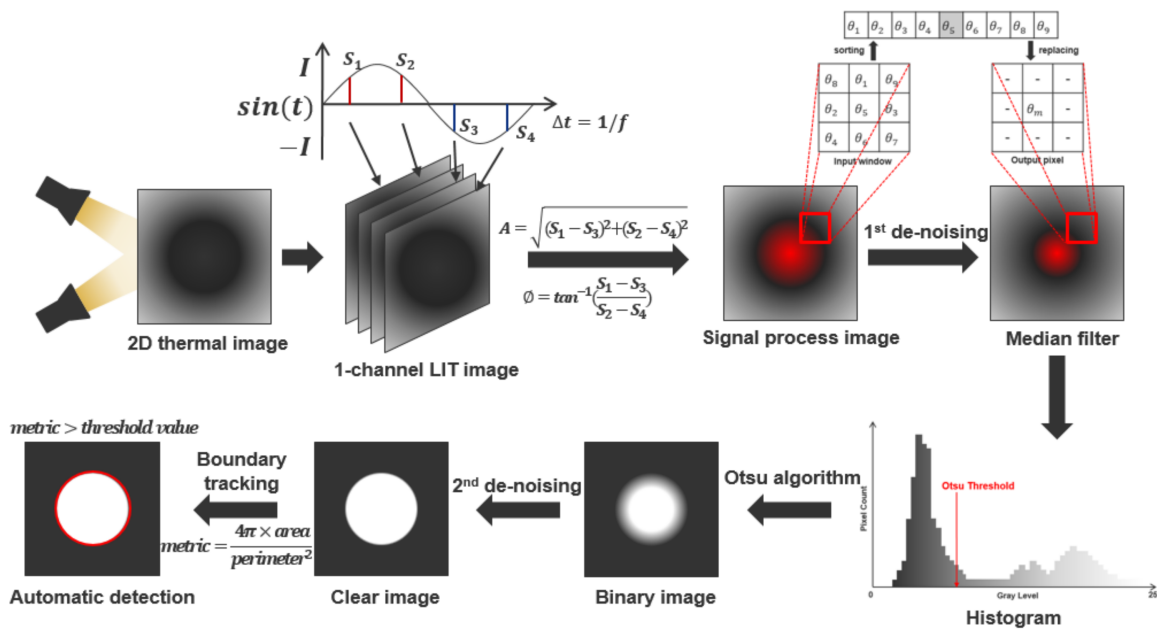 θ1 θ2 θ3 θ4 θ5 θ6 θ7 θ8 θ9
sorting
replacing
θ8 θ1 θ9
θ2 θ5 θ3
θ4 θ6 θ7
Input window
- - -
- θm -
- - -
Output pixel
I
sin(t)
-I
S1
S2
S3
S4
Δt = 1/f
2D thermal image
1-channel LIT image
A = √(S1 − S3)²+(S2 − S4)²
∅ = tan⁻¹(S1 − S3 / S2 − S4)
Signal process image
1st de-noising
Median filter
Pixel Count
Otsu Threshold
0
Gray Level
25
Histogram
Otsu algorithm
Binary image
2nd de-noising
Clear image
Boundary
tracking
metric = 4π × area / perimeter²
metric > threshold value
Automatic detection